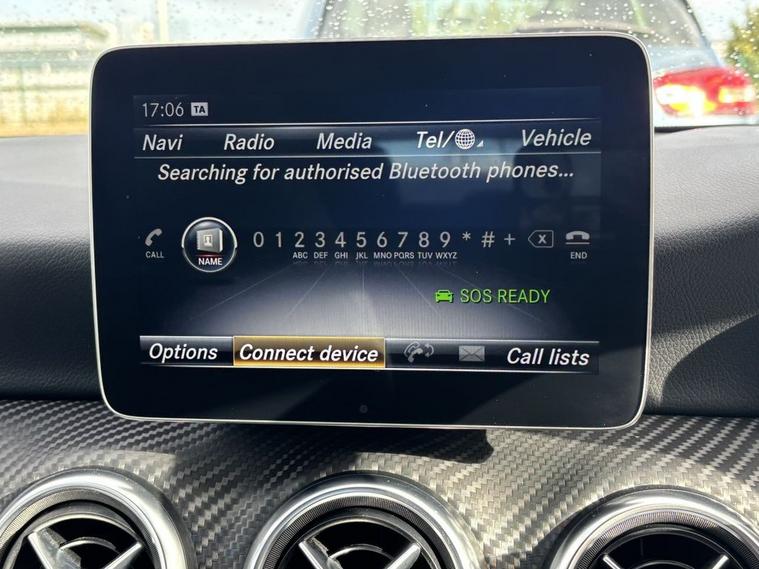 17:06 TA
Navi Radio Media Tel/ Vehicle
Searching for authorised Bluetooth phones...
CALL NAME 0 1 2 3 4 5 6 7 8 9 * # + X END
ABC DEF GHI JKL MNO PQRS TUV WXYZ
SOS READY
Options Connect device Call lists